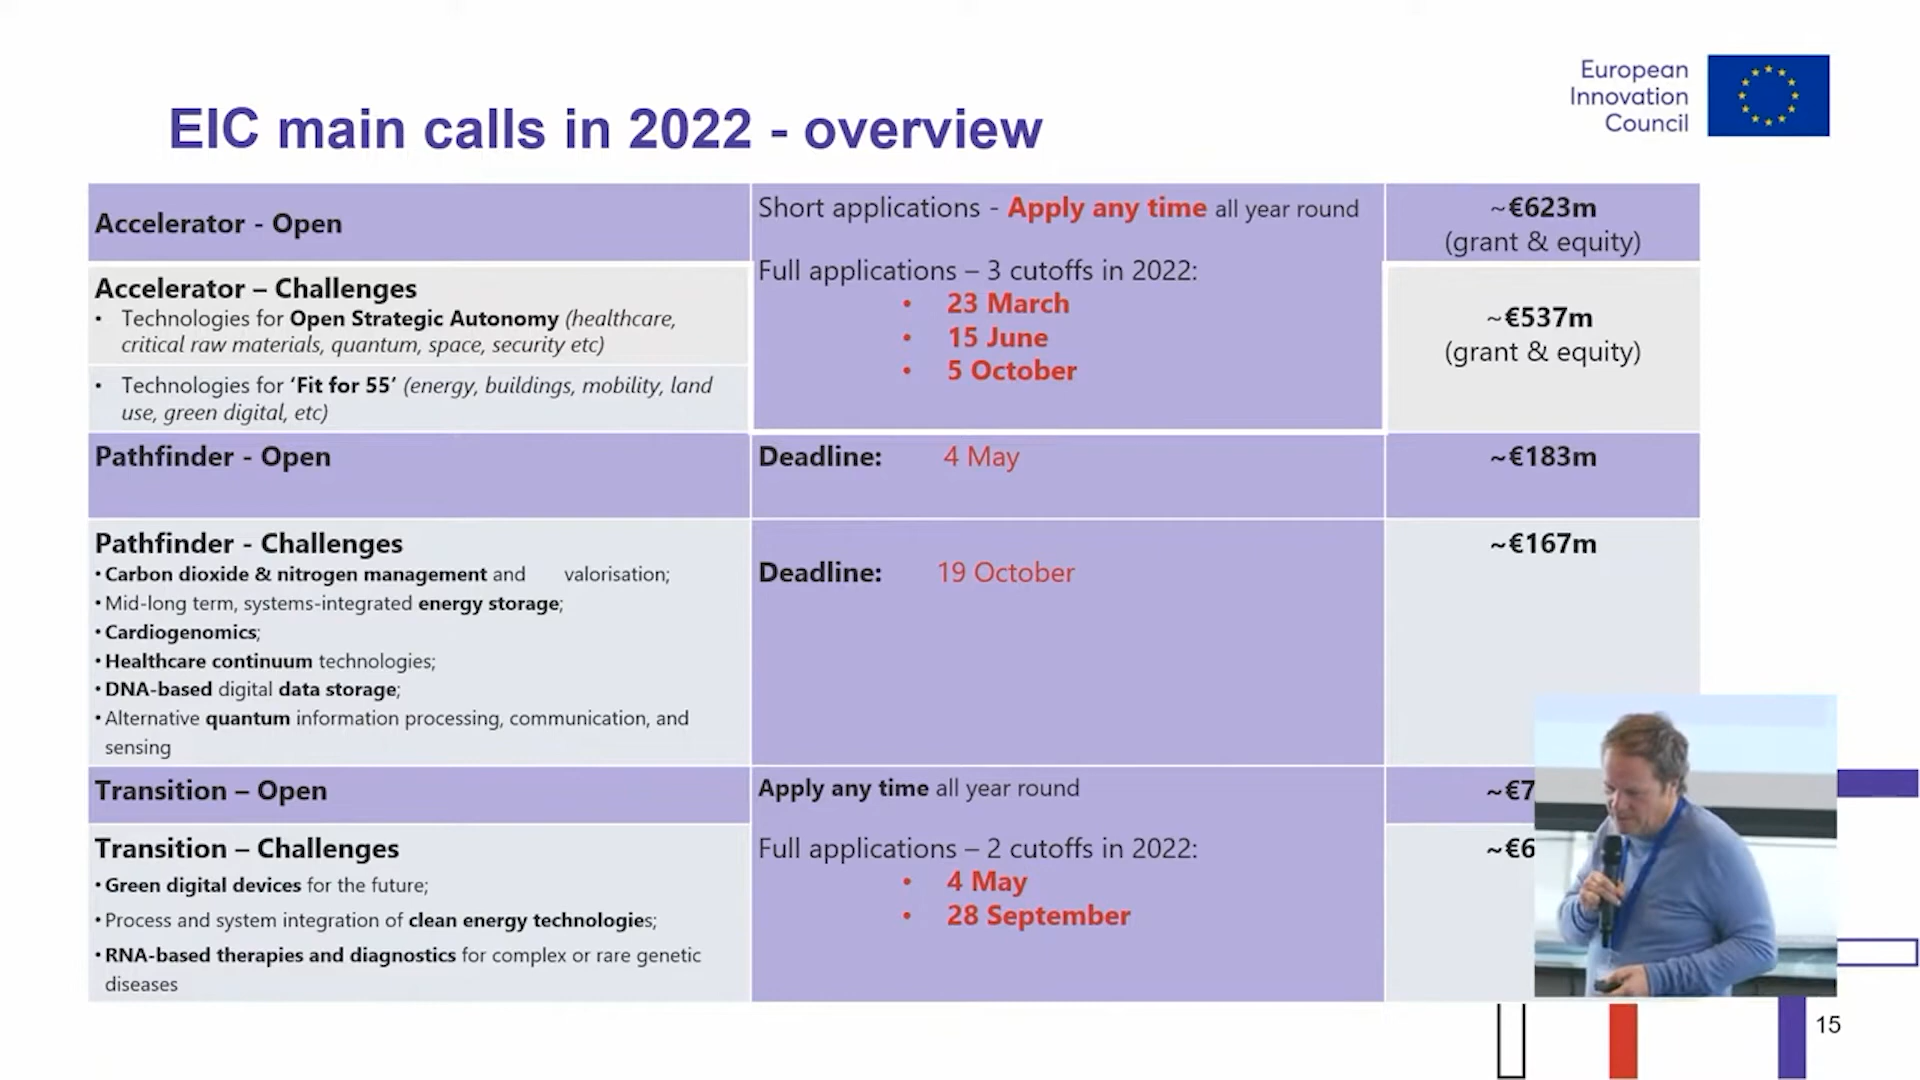 European
Innovation
Council
EIC main calls in 2022 - overview
Accelerator - Open
Short applications - Apply any time all year round
~€623m
(grant & equity)
Full applications – 3 cutoffs in 2022:
• 23 March
• 15 June
• 5 October
Accelerator – Challenges
• Technologies for Open Strategic Autonomy (healthcare,
critical raw materials, quantum, space, security etc)
• Technologies for ‘Fit for 55’ (energy, buildings, mobility, land
use, green digital, etc)
~€537m
(grant & equity)
Pathfinder - Open
Deadline: 4 May
~€183m
Pathfinder - Challenges
• Carbon dioxide & nitrogen management and valorisation;
• Mid-long term, systems-integrated energy storage;
• Cardiogenomics;
• Healthcare continuum technologies;
• DNA-based digital data storage;
• Alternative quantum information processing, communication, and
sensing
Deadline: 19 October
~€167m
Transition – Open
Apply any time all year round
~€7
Transition – Challenges
• Green digital devices for the future;
• Process and system integration of clean energy technologies;
• RNA-based therapies and diagnostics for complex or rare genetic
diseases
Full applications – 2 cutoffs in 2022:
• 4 May
• 28 September
~€6
15